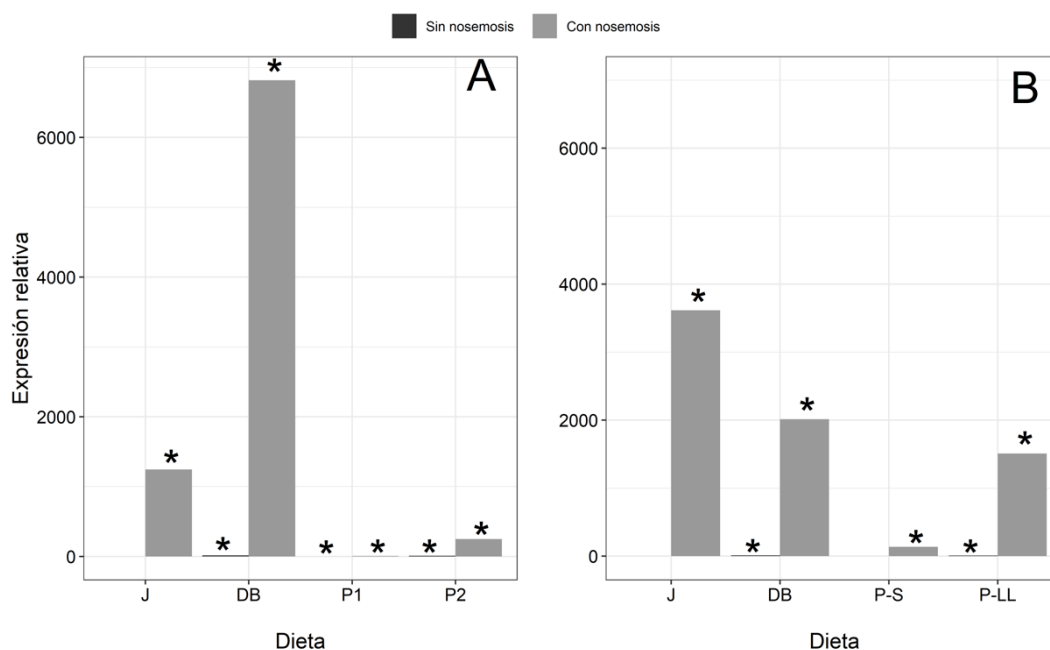 Sin nosemosis Con nosemosis
A
Expresión relativa
6000
4000
2000
0
* * * * * * *
J DB P1 P2
Dieta
B
6000
4000
2000
0
* * * * * *
J DB P-S P-LL
Dieta